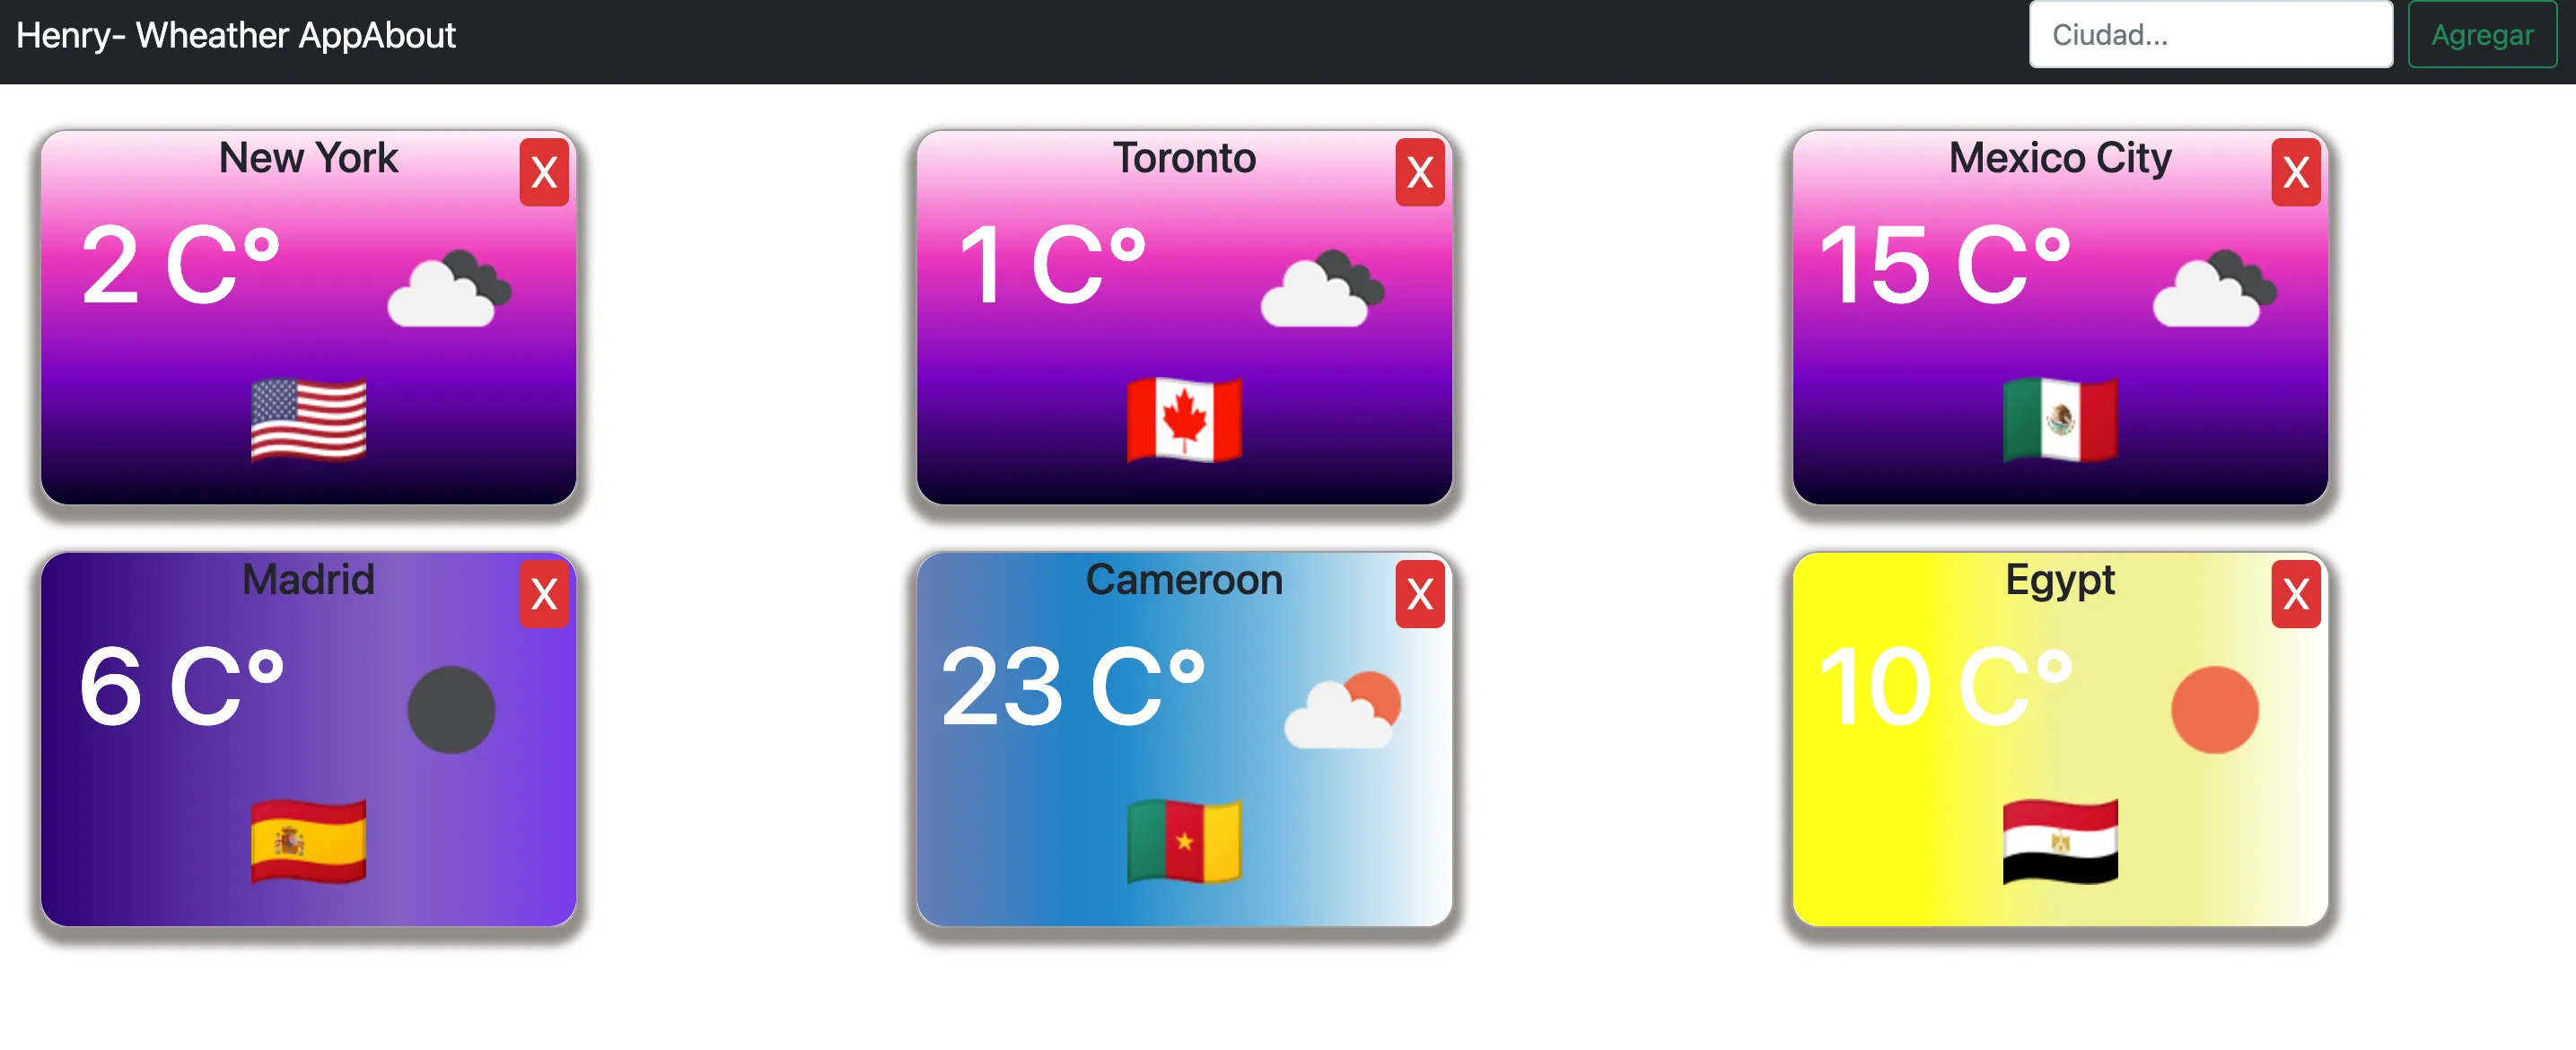 Henry- Wheather AppAbout
Ciudad...
Agregar
New York
X
2 C°
Toronto
X
1 C°
Mexico City
X
15 C°
Madrid
X
6 C°
Cameroon
X
23 C°
Egypt
X
10 C°